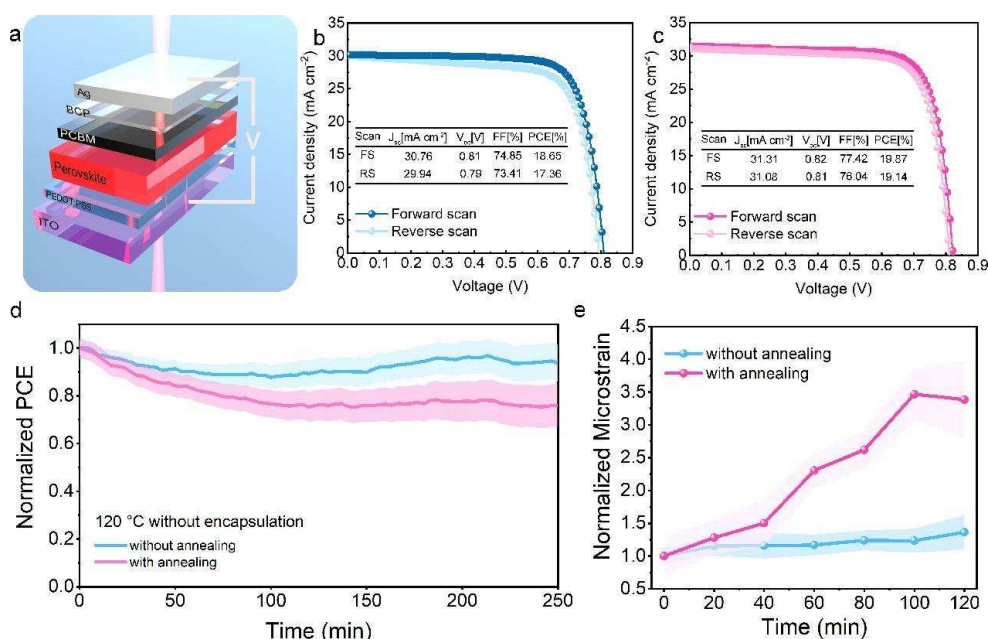 a
Ag
BCP
PCBM
Perovskite
PEDOT:PSS
ITO
V
b
Current density (mA cm⁻²)
40
35
30
25
20
15
10
5
0
Scan Jsc[mA cm⁻²] Voc[V] FF[%] PCE[%]
FS 30.76 0.81 74.85 18.65
RS 29.94 0.79 73.41 17.36
Forward scan
Reverse scan
0.0 0.1 0.2 0.3 0.4 0.5 0.6 0.7 0.8 0.9
Voltage (V)
c
Current density (mA cm⁻²)
40
35
30
25
20
15
10
5
0
Scan Jsc[mA cm⁻²] Voc[V] FF[%] PCE[%]
FS 31.31 0.82 77.42 19.87
RS 31.08 0.81 76.04 19.14
Forward scan
Reverse scan
0.0 0.1 0.2 0.3 0.4 0.5 0.6 0.7 0.8 0.9
Voltage (V)
d
Normalized PCE
1.0
0.8
0.6
0.4
0.2
0.0
120 °C without encapsulation
without annealing
with annealing
0 50 100 150 200 250
Time (min)
e
Normalized Microstrain
4.5
4.0
3.5
3.0
2.5
2.0
1.5
1.0
0.5
without annealing
with annealing
0 20 40 60 80 100 120
Time (min)